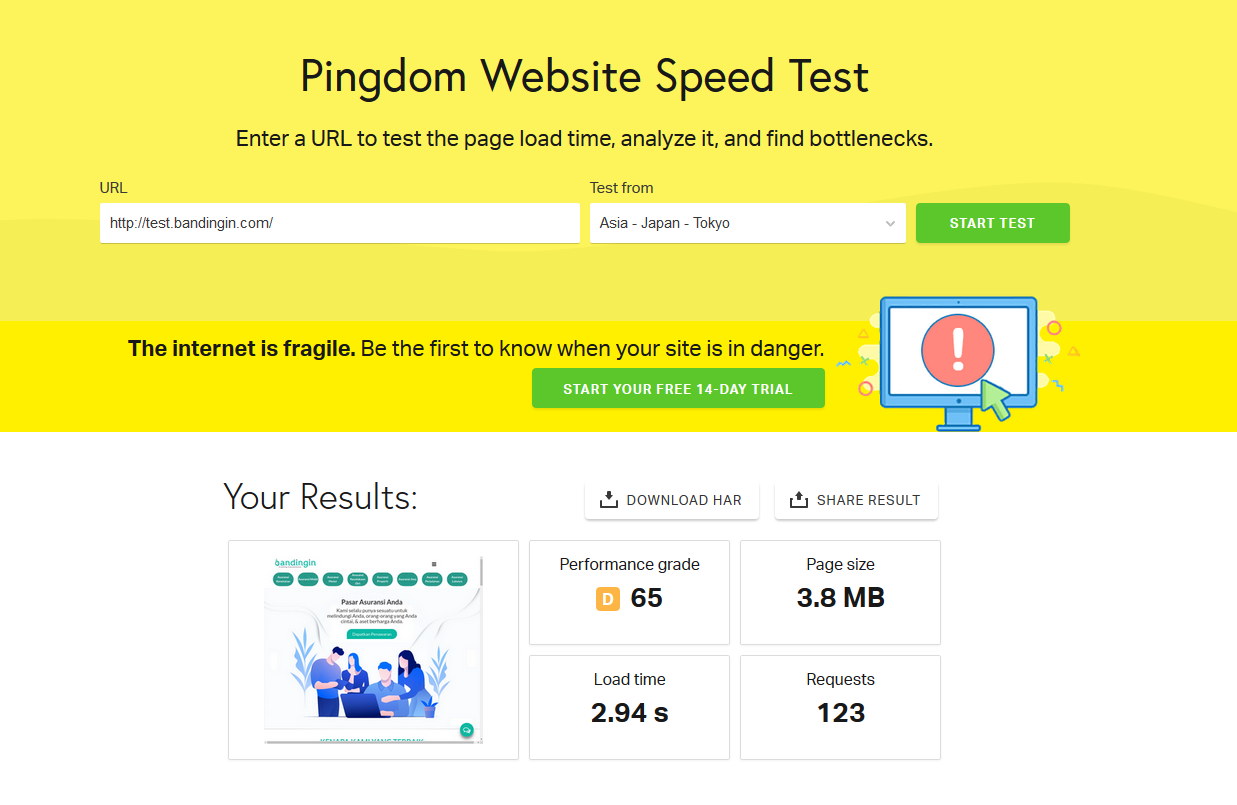 Pingdom Website Speed Test
Enter a URL to test the page load time, analyze it, and find bottlenecks.
URL
Test from
http://test.bandingin.com/
Asia - Japan - Tokyo
START TEST
The internet is fragile. Be the first to know when your site is in danger.
START YOUR FREE 14-DAY TRIAL
Your Results:
DOWNLOAD HAR
SHARE RESULT
bandingin
Pasar Asuransi Anda
Kami selalu punya sesuatu untuk
melindungi Anda, orang-orang yang Anda
cintai, & aset berharga Anda.
Performance grade
D 65
Page size
3.8 MB
Load time
2.94 s
Requests
123